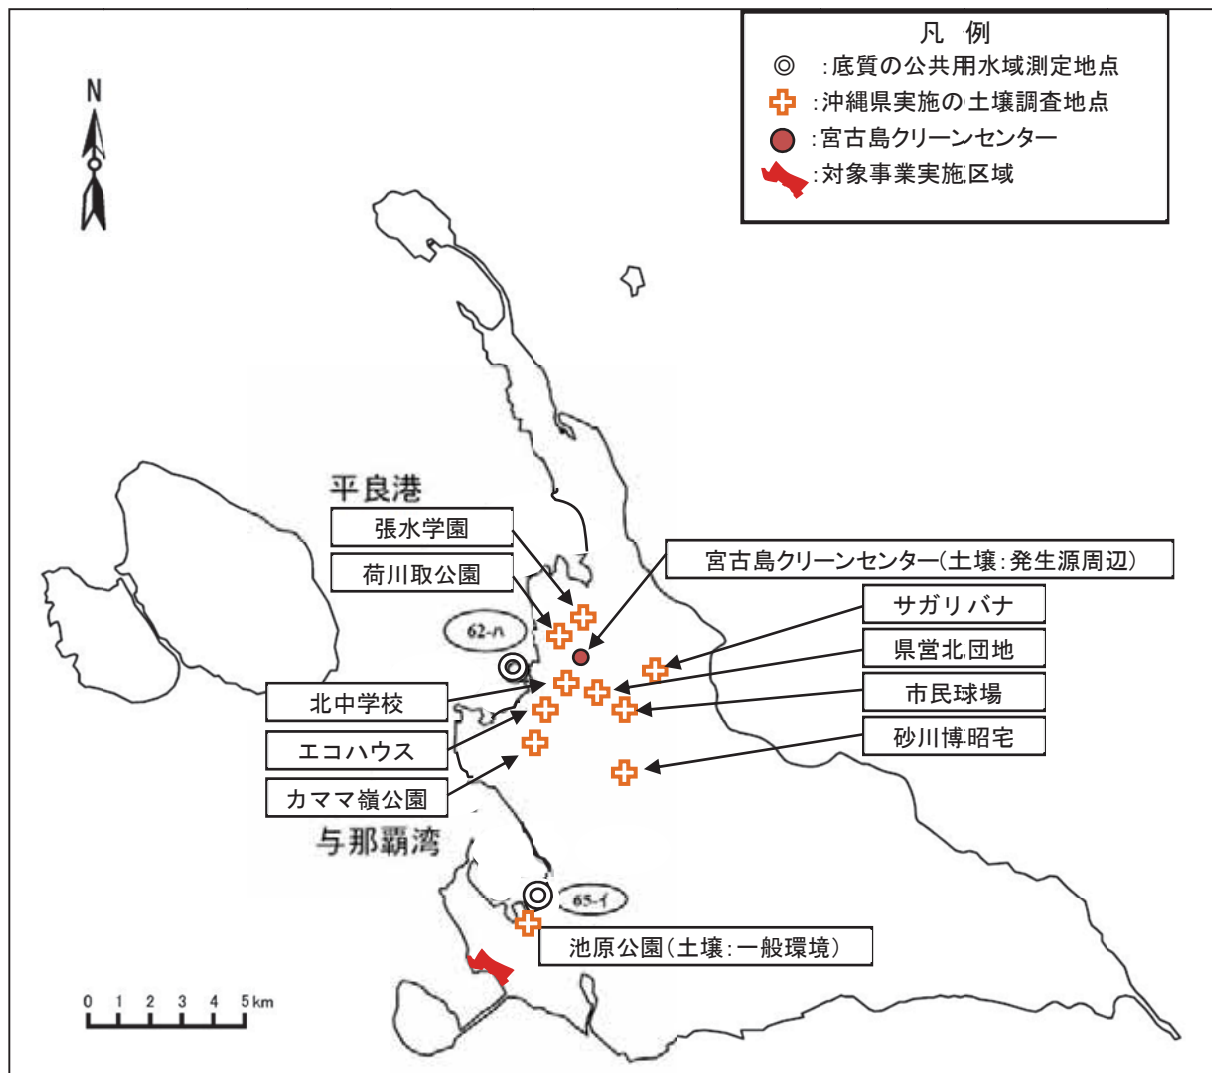 凡 例
:底質の公共用水域測定地点
:沖縄県実施の土壌調査地点
:宮古島クリーンセンター
:対象事業実施区域
N
平良港
張水学園
荷川取公園
宮古島クリーンセンター(土壌:発生源周辺)
サガリバナ
62-ハ
県営北団地
北中学校
市民球場
エコハウス
砂川博昭宅
カママ嶺公園
与那覇湾
65-イ
池原公園(土壌:一般環境)
0 1 2 3 4 5km